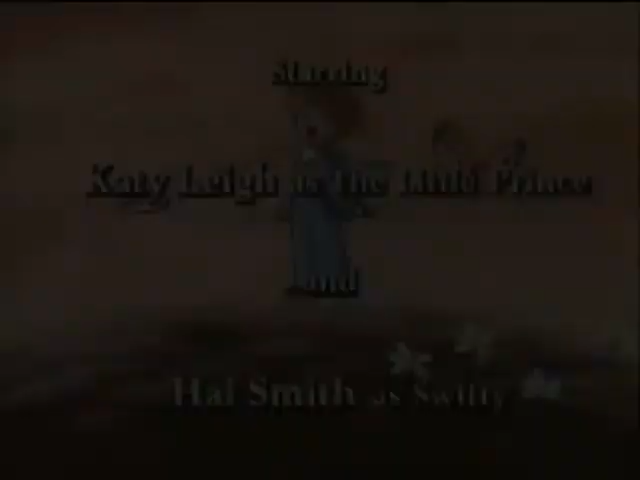 Starring
Katy Leigh as The Little Prince
and
Hal Smith as Swifty